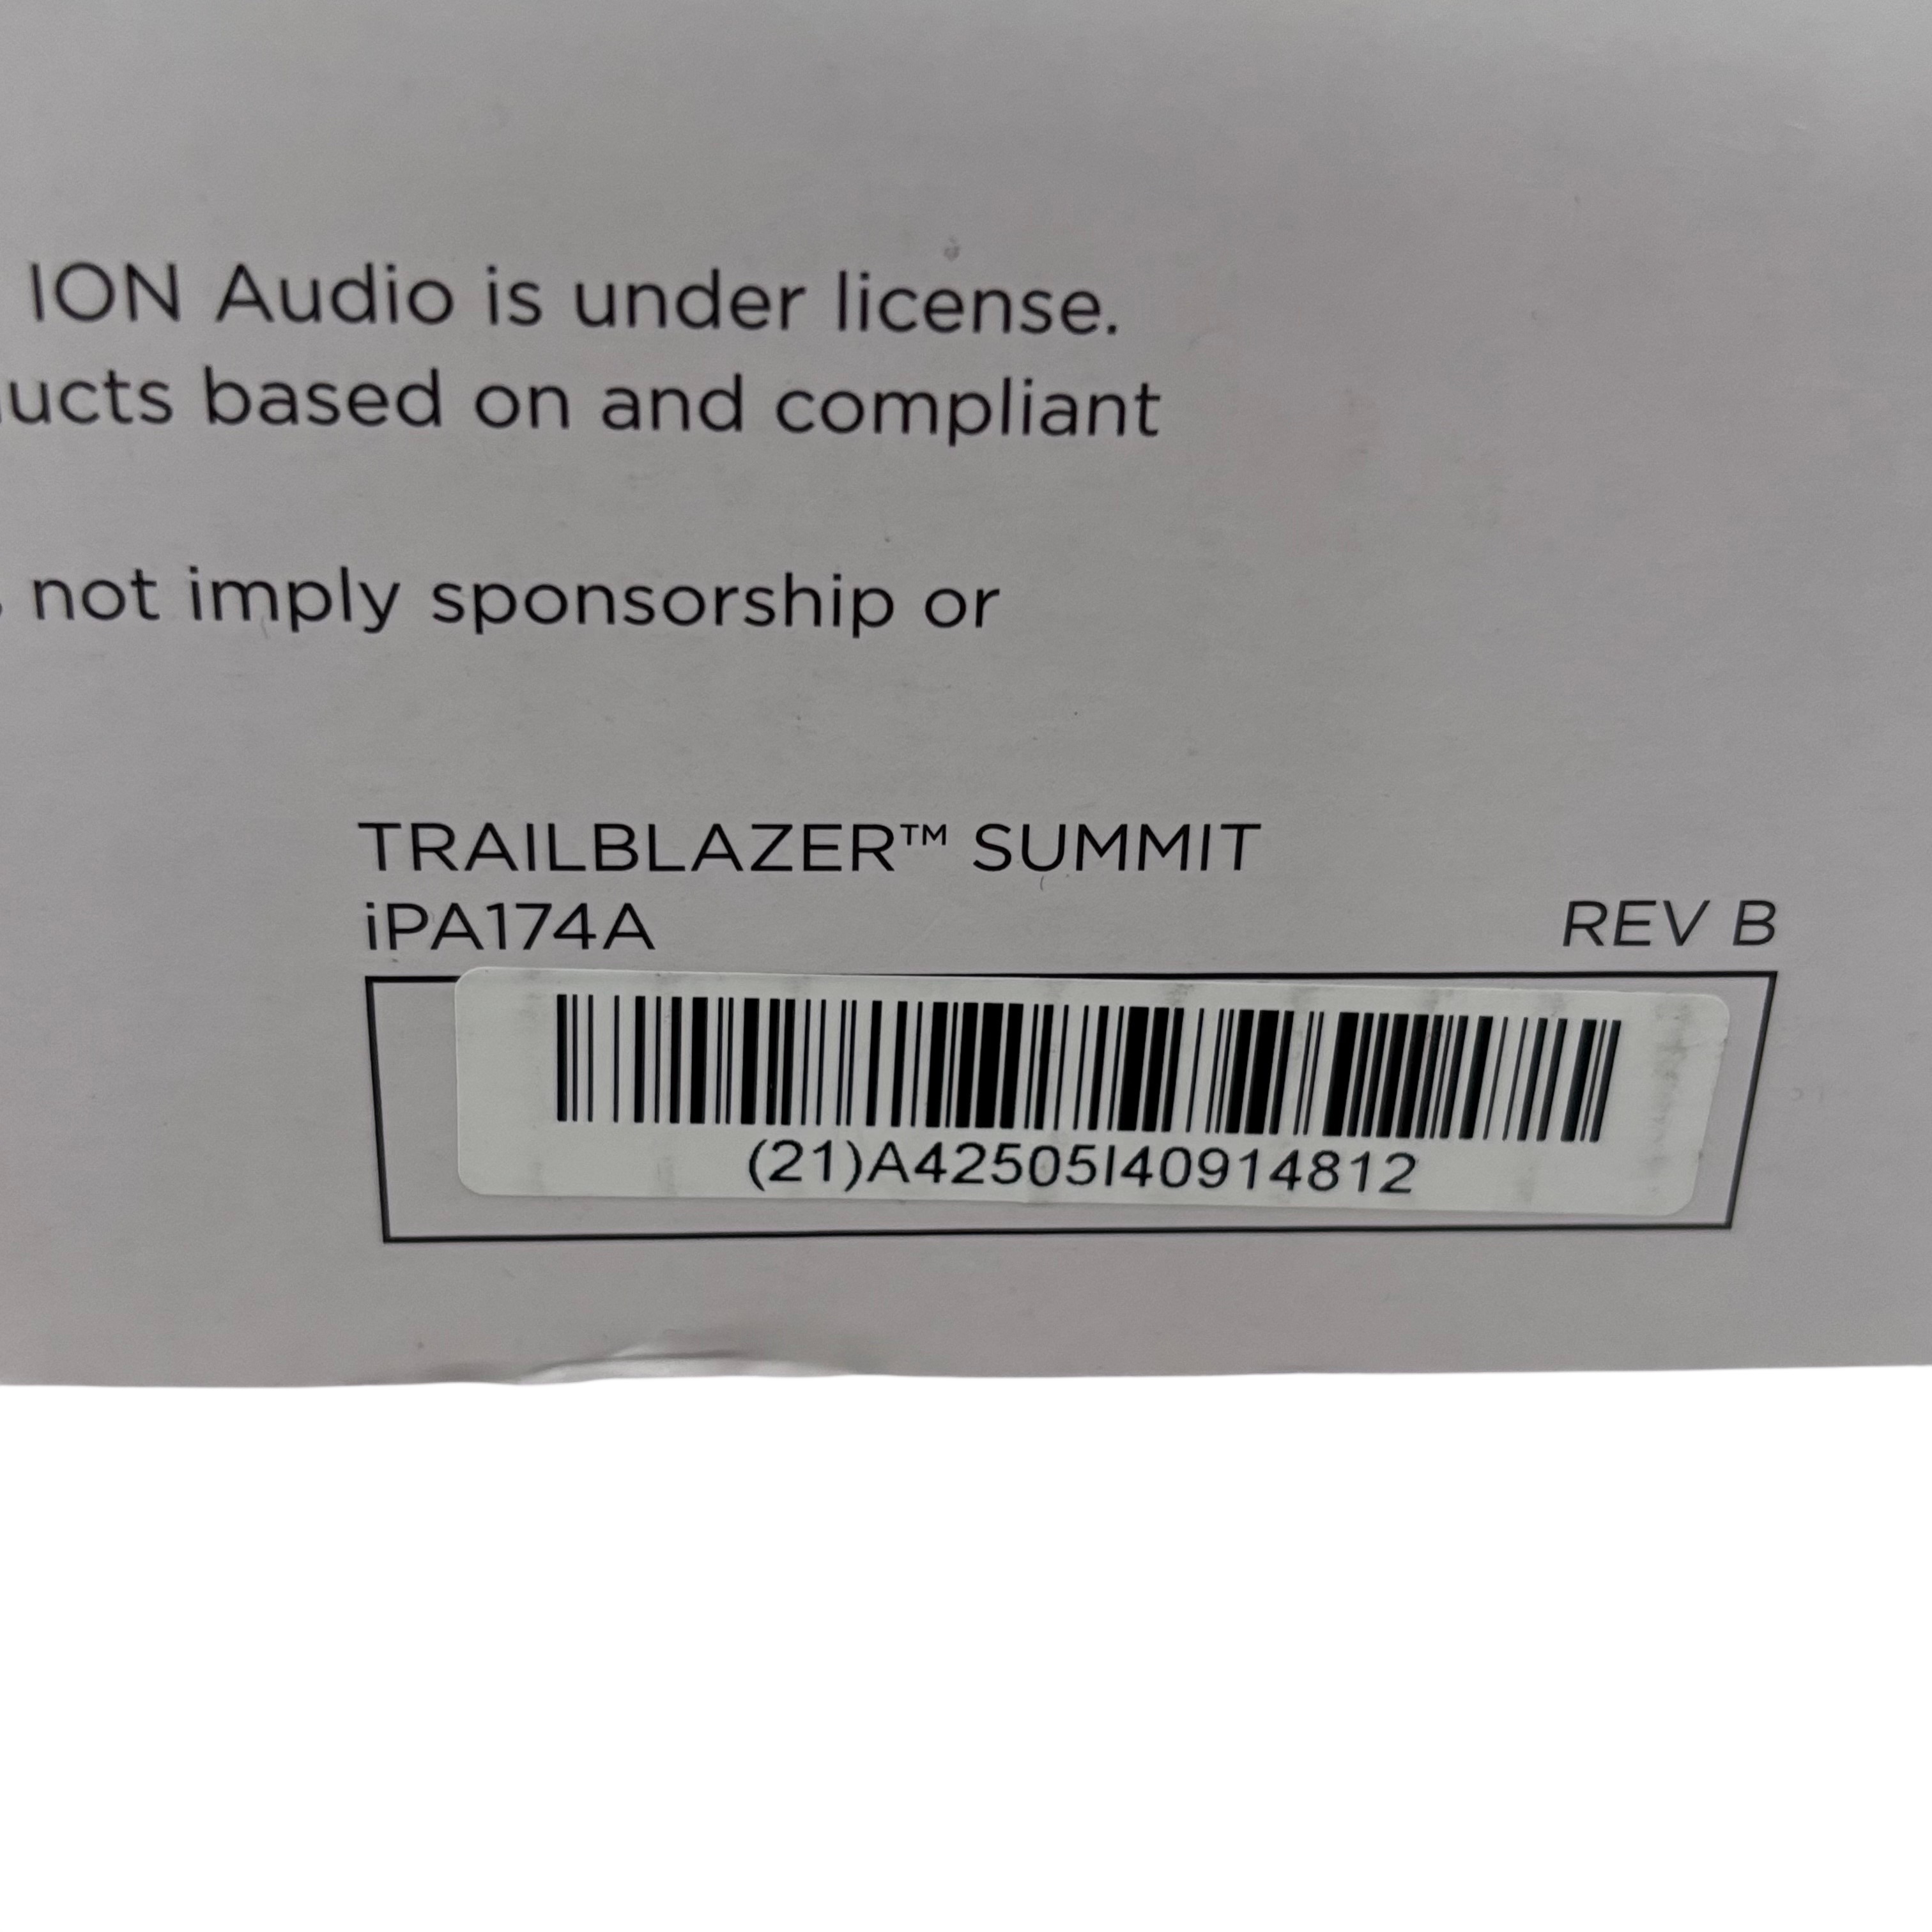 ION Audio is under license.
ucts based on and compliant
not imply sponsorship or
TRAILBLAZER™ SUMMIT
iPA174A
REV B
(21)A42505I40914812